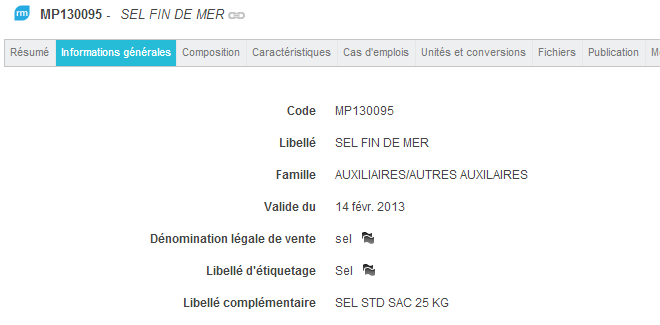 rm MP130095 - SEL FIN DE MER
Résumé Informations générales Composition Caractéristiques Cas d'emplois Unités et conversions Fichiers Publication M
Code MP130095
Libellé SEL FIN DE MER
Famille AUXILIAIRES/AUTRES AUXILAIRES
Valide du 14 févr. 2013
Dénomination légale de vente sel
Libellé d'étiquetage Sel
Libellé complémentaire SEL STD SAC 25 KG